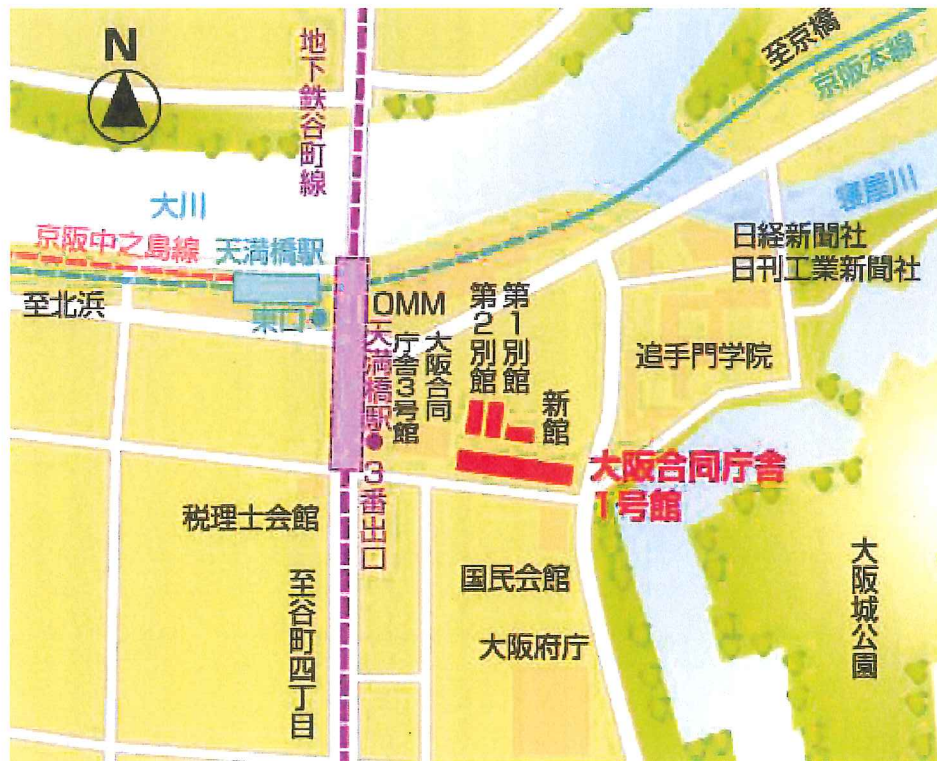 N
地下鉄谷町線
至京橋
京阪本線
大川
寝屋川
京阪中之島線
天満橋駅
日経新聞社
日刊工業新聞社
至北浜
東口
OMM
第2別館
第1別館
大阪合同
庁舎3号館
天満橋駅
3番出口
新館
追手門学院
大阪合同庁舎
1号館
税理士会館
国民会館
大阪府庁
至谷町四丁目
大阪城公園